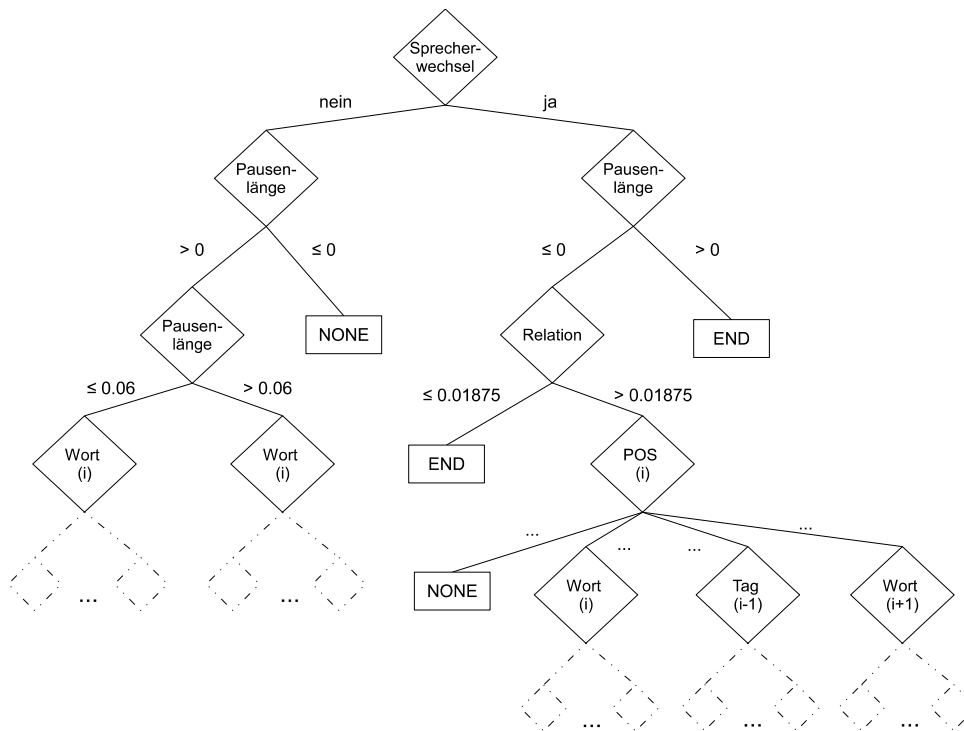 Sprecher-
wechsel
nein
ja
Pausen-
länge
Pausen-
länge
> 0
≤ 0
≤ 0
> 0
Pausen-
länge
NONE
Relation
END
≤ 0.06
> 0.06
≤ 0.01875
> 0.01875
Wort
(i)
Wort
(i)
END
POS
(i)
...
...
...
...
NONE
Wort
(i)
Tag
(i-1)
Wort
(i+1)
...
...
...
...
...